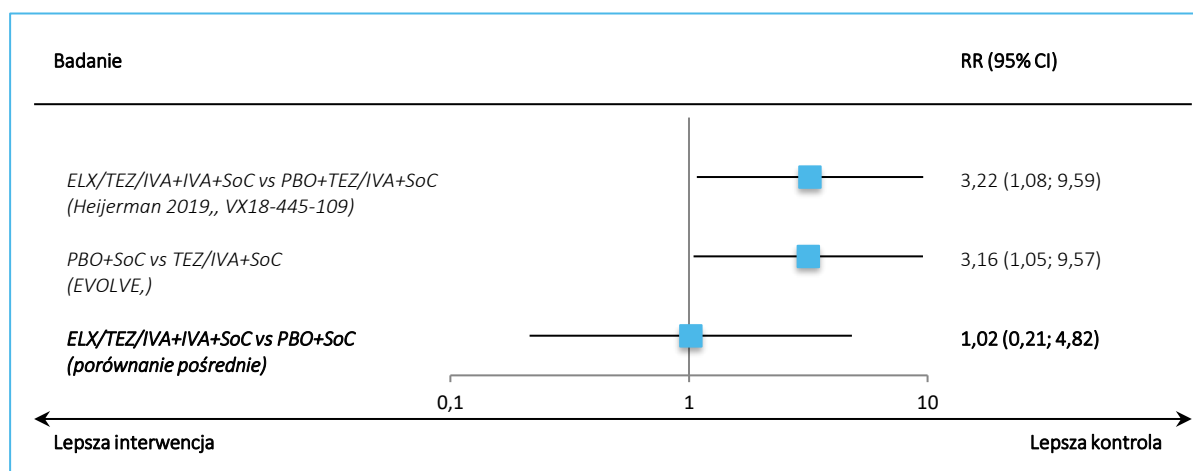 Badanie RR (95% CI)
ELX/TEZ/IVA+IVA+SoC vs PBO+TEZ/IVA+SoC
(Heijerman 2019,, VX18-445-109)
3,22 (1,08; 9,59)
PBO+SoC vs TEZ/IVA+SoC
(EVOLVE,)
3,16 (1,05; 9,57)
ELX/TEZ/IVA+IVA+SoC vs PBO+SoC
(porównanie pośrednie)
1,02 (0,21; 4,82)
0,1 1 10
Lepsza interwencja Lepsza kontrola